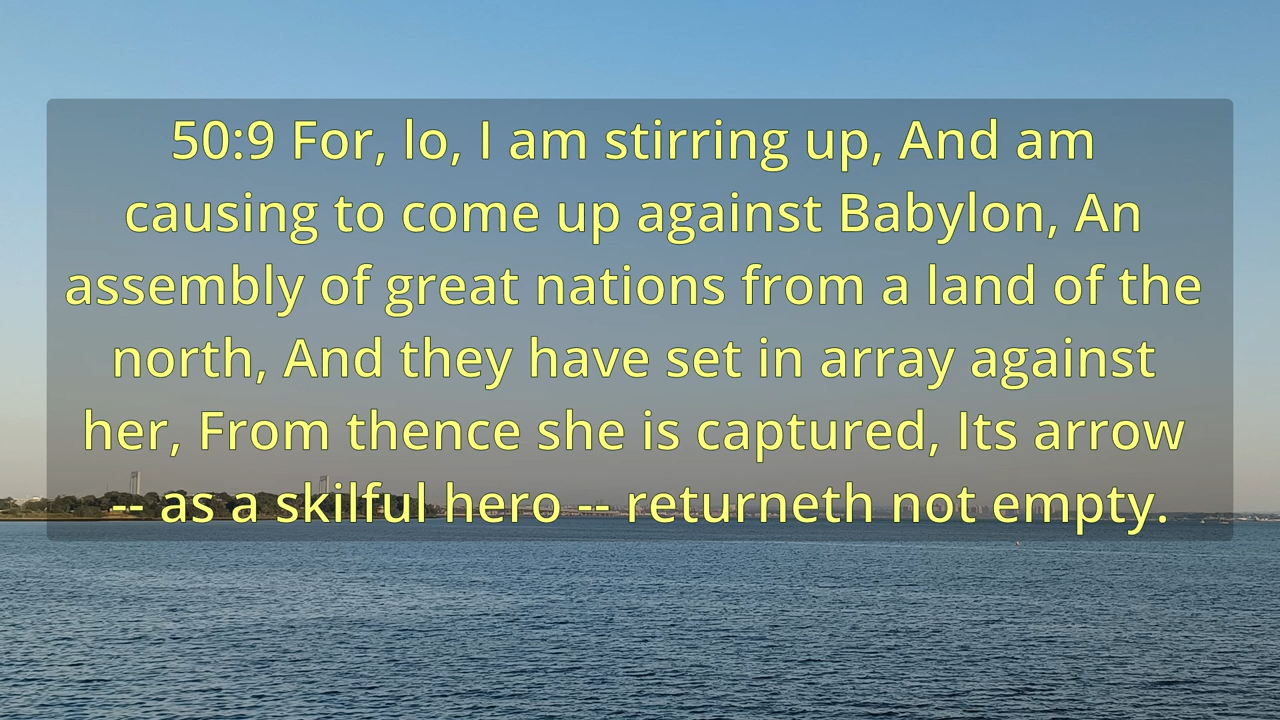 50:9 For, lo, I am stirring up, And am
causing to come up against Babylon, An
assembly of great nations from a land of the
north, And they have set in array against
her, From thence she is captured, Its arrow
-- as a skilful hero -- returneth not empty.